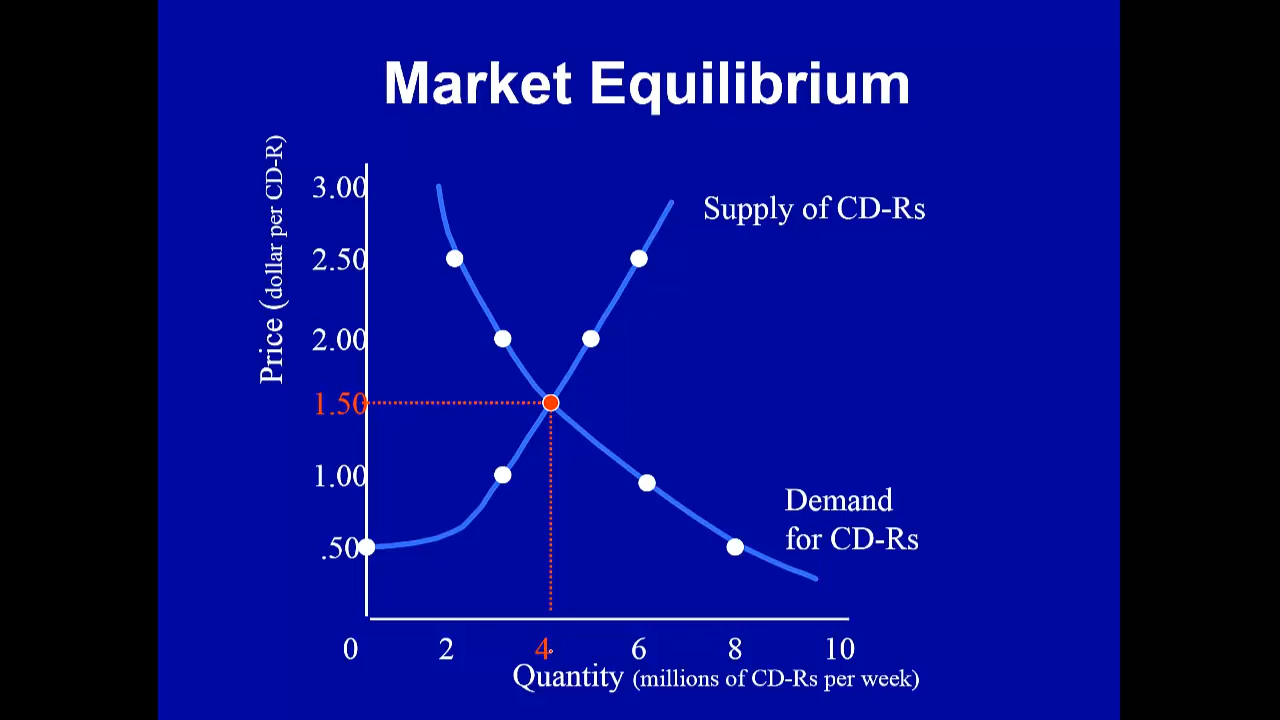 Market Equilibrium
Price (dollar per CD-R)
3.00
2.50
2.00
1.50
1.00
.50
Supply of CD-Rs
Demand
for CD-Rs
0 2 4 6 8 10
Quantity (millions of CD-Rs per week)